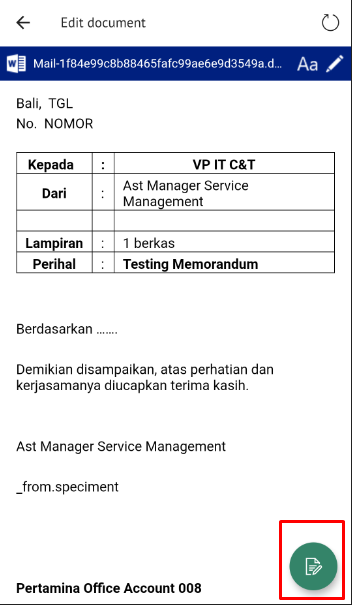 Edit document
Mail-1f84e99c8b88465fafc99ae6e9d3549a.d... Aa
Bali, TGL
No. NOMOR
Kepada : VP IT C&T
Dari : Ast Manager Service
Management
Lampiran : 1 berkas
Perihal : Testing Memorandum
Berdasarkan .......
Demikian disampaikan, atas perhatian dan
kerjasamanya diucapkan terima kasih.
Ast Manager Service Management
_from.speciment
Pertamina Office Account 008